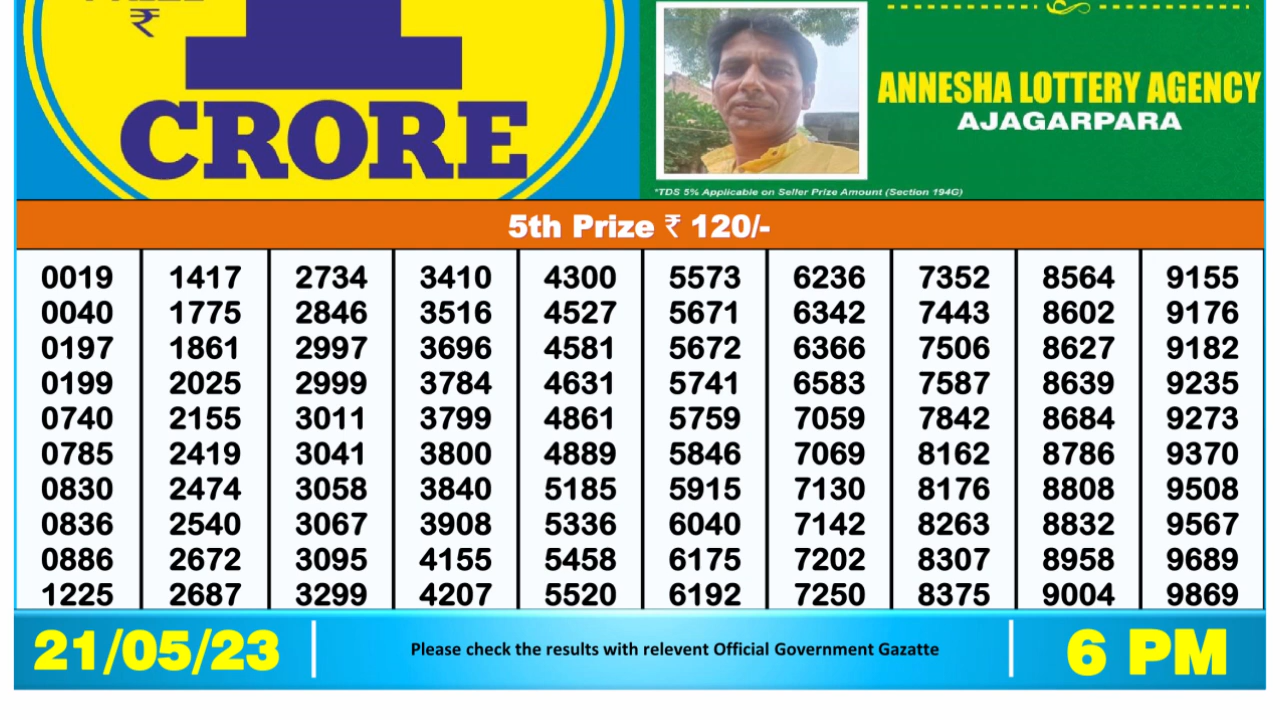 ₹
1
CRORE
ANNESHA LOTTERY AGENCY
AJAGARPARA
*TDS 5% Applicable on Seller Prize Amount (Section 194G)
5th Prize ₹ 120/-
0019 1417 2734 3410 4300 5573 6236 7352 8564 9155
0040 1775 2846 3516 4527 5671 6342 7443 8602 9176
0197 1861 2997 3696 4581 5672 6366 7506 8627 9182
0199 2025 2999 3784 4631 5741 6583 7587 8639 9235
0740 2155 3011 3799 4861 5759 7059 7842 8684 9273
0785 2419 3041 3800 4889 5846 7069 8162 8786 9370
0830 2474 3058 3840 5185 5915 7130 8176 8808 9508
0836 2540 3067 3908 5336 6040 7142 8263 8832 9567
0886 2672 3095 4155 5458 6175 7202 8307 8958 9689
1225 2687 3299 4207 5520 6192 7250 8375 9004 9869
21/05/23
Please check the results with relevent Official Government Gazatte
6 PM